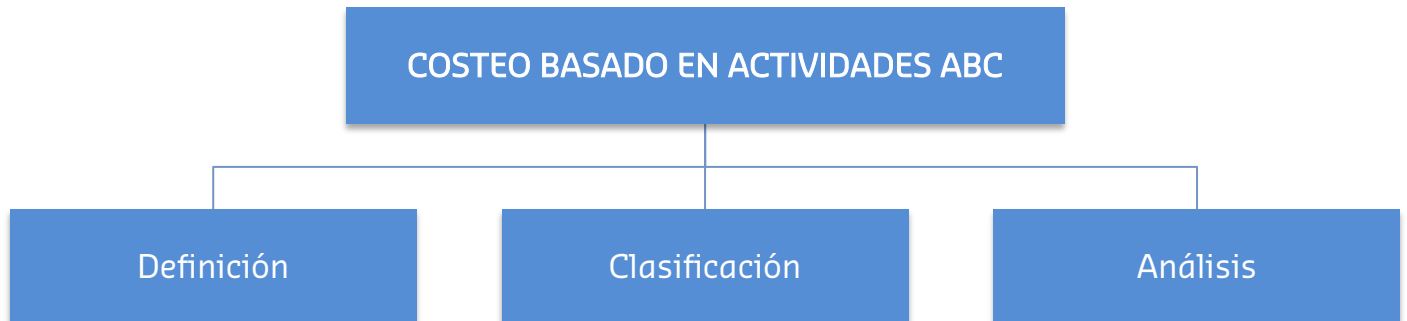 COSTEO BASADO EN ACTIVIDADES ABC
Definición
Clasificación
Análisis